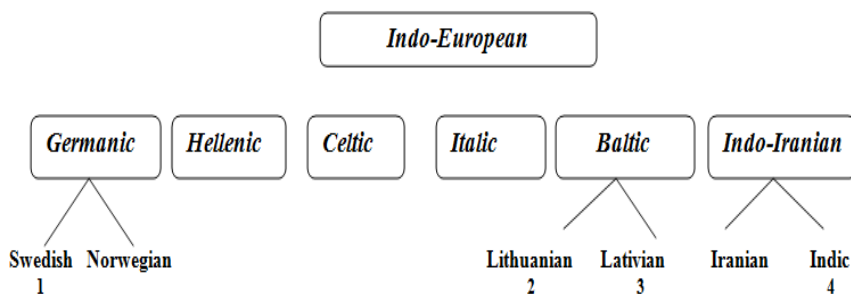 Indo-European
Germanic Hellenic Celtic Italic Baltic Indo-Iranian
Swedish Norwegian Lithuanian Lativian Iranian Indic
1 2 3 4